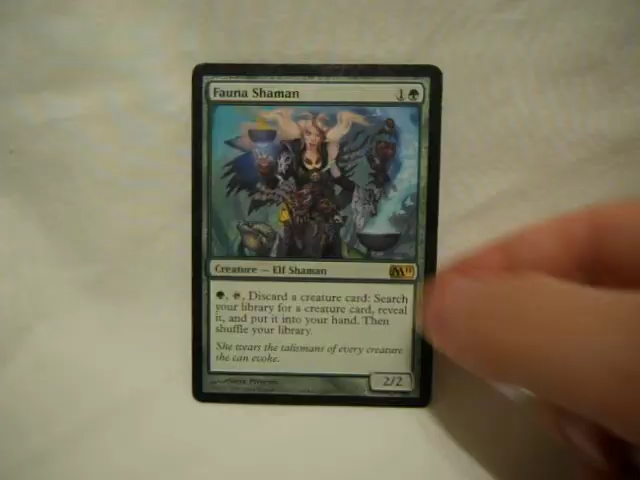 Fauna Shaman 1
Creature — Elf Shaman M11
, , Discard a creature card: Search
your library for a creature card, reveal
it, and put it into your hand. Then
shuffle your library.
She wears the talismans of every creature
she can evoke.
2/2